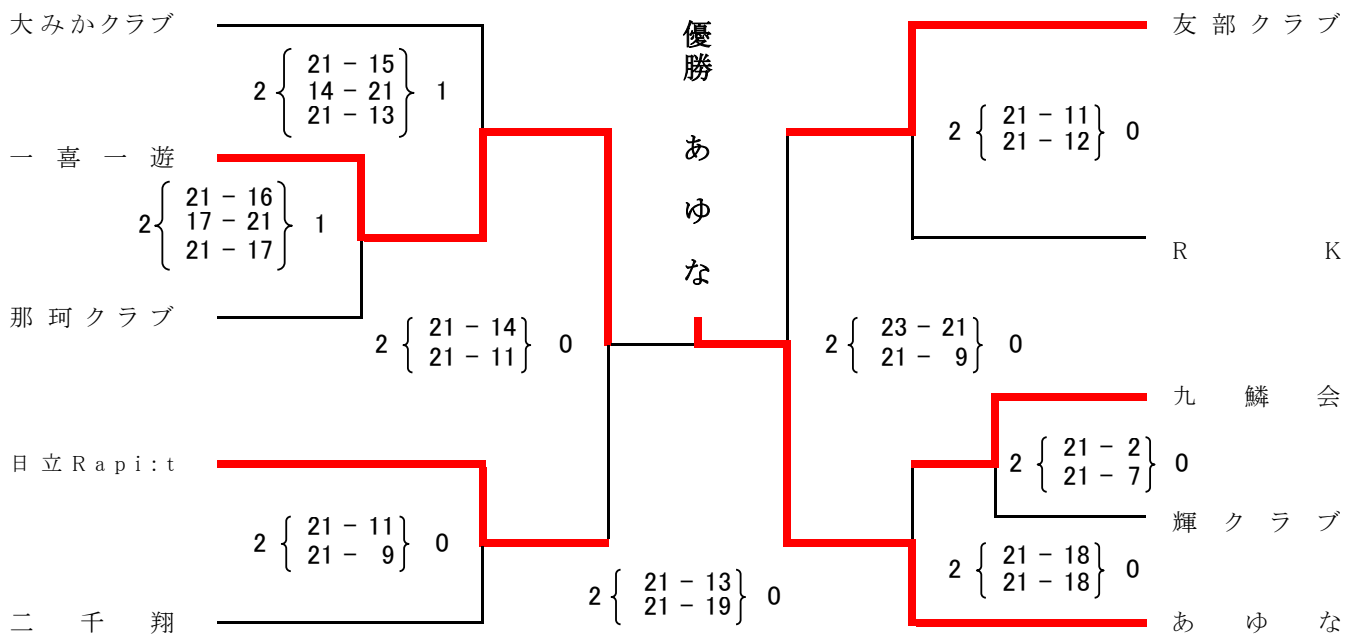 大みかクラブ
2 { 21 - 15 } 1
14 - 21
21 - 13
一喜一遊
2 { 21 - 16 } 1
17 - 21
21 - 17
那珂クラブ
2 { 21 - 14 } 0
21 - 11
日立Rapi:t
2 { 21 - 11 } 0
21 - 9
二千翔
優勝 あゆな
2 { 21 - 13 } 0
21 - 19
友部クラブ
2 { 21 - 11 } 0
21 - 12
R K
2 { 23 - 21 } 0
21 - 9
九鱗会
2 { 21 - 2 } 0
21 - 7
輝クラブ
2 { 21 - 18 } 0
21 - 18
あゆな